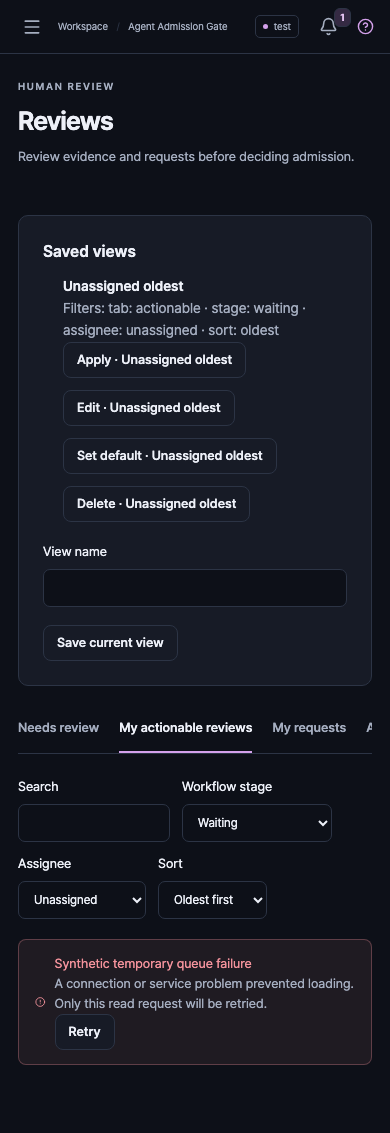 Workspace / Agent Admission Gate
test
1
HUMAN REVIEW
Reviews
Review evidence and requests before deciding admission.
Saved views
Unassigned oldest
Filters: tab: actionable · stage: waiting ·
assignee: unassigned · sort: oldest
Apply · Unassigned oldest
Edit · Unassigned oldest
Set default · Unassigned oldest
Delete · Unassigned oldest
View name
Save current view
Needs review My actionable reviews My requests
Search Workflow stage
Waiting
Assignee Sort
Unassigned Oldest first
Synthetic temporary queue failure
A connection or service problem prevented loading.
Only this read request will be retried.
Retry